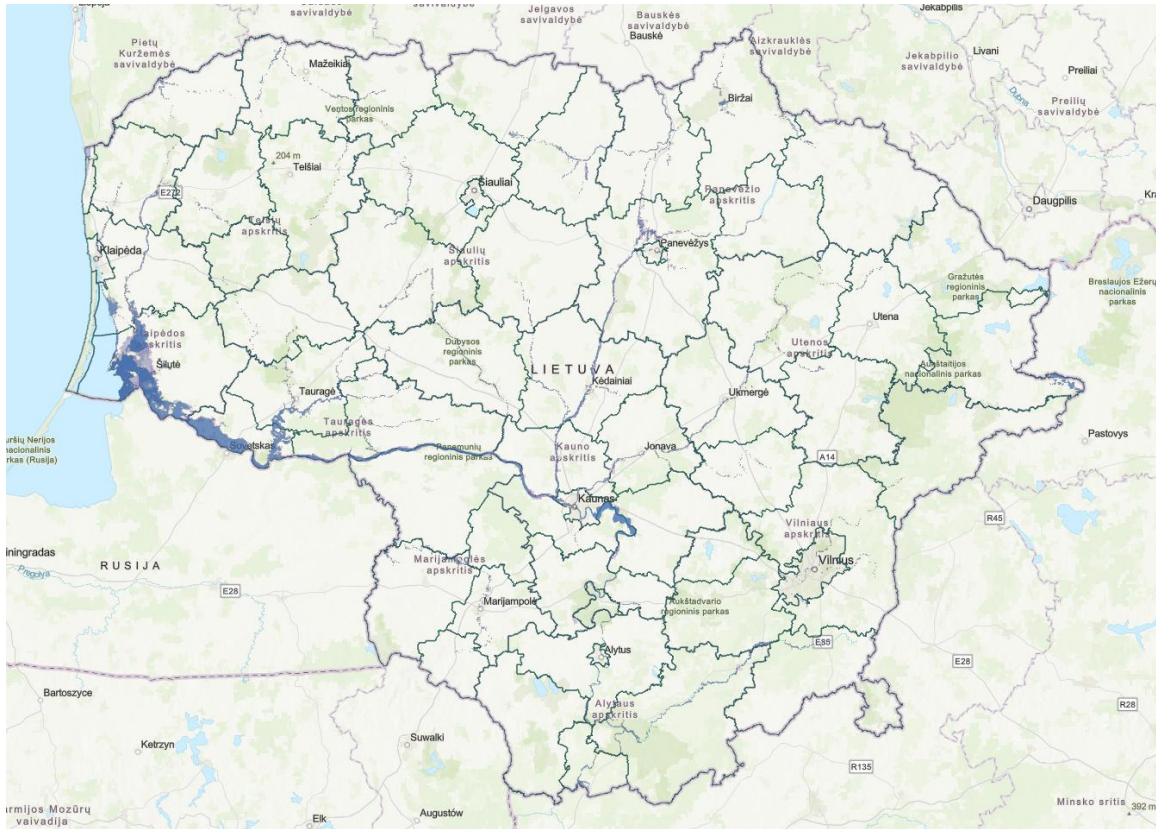 Jelgavos
savivaldybė
Bauskės
savivaldybė
Bauskė
Jekabpilis
Pietų
Kuržemės
savivaldybė
Aizkrauklės
savivaldybė
Jekabpilio
savivaldybė
Livani
Preiliai
Preilių
savivaldybė
Dubna
Mažeikiai
Ventos regioninis
parkas
Biržai
204 m
Telšiai
Šiauliai
E272
Panevėžio
apskritis
Daugpilis
Telšių
apskritis
Šiaulių
apskritis
Panevėžys
Klaipėda
Gražutės
regioninis
parkas
Breslaujos Ežerų
nacionalinis
parkas
Utena
Klaipėdos
apskritis
Šilutė
Dubysos
regioninis
parkas
LIETUVA
Utenos
apskritis
Aukštaitijos
nacionalinis parkas
Kėdainiai
Tauragė
Ukmergė
Tauragės
apskritis
Pastovys
Kuršių Nerijos
nacionalinis
parkas (Rusija)
Sovetskas
Panemunių
regioninis parkas
Kauno
apskritis
Jonava
A14
Kaunas
R45
Vilniaus
apskritis
Vilnius
Marijampolės
apskritis
RUSIJA
Pregolya
E28
Marijampolė
Aukštadvario
regioninis parkas
E85
Alytus
E28
Bartoszyce
Alytaus
apskritis
R28
Suwalki
Ketrzyn
R135
Minsko sritis
392 m
Elk
Augustów